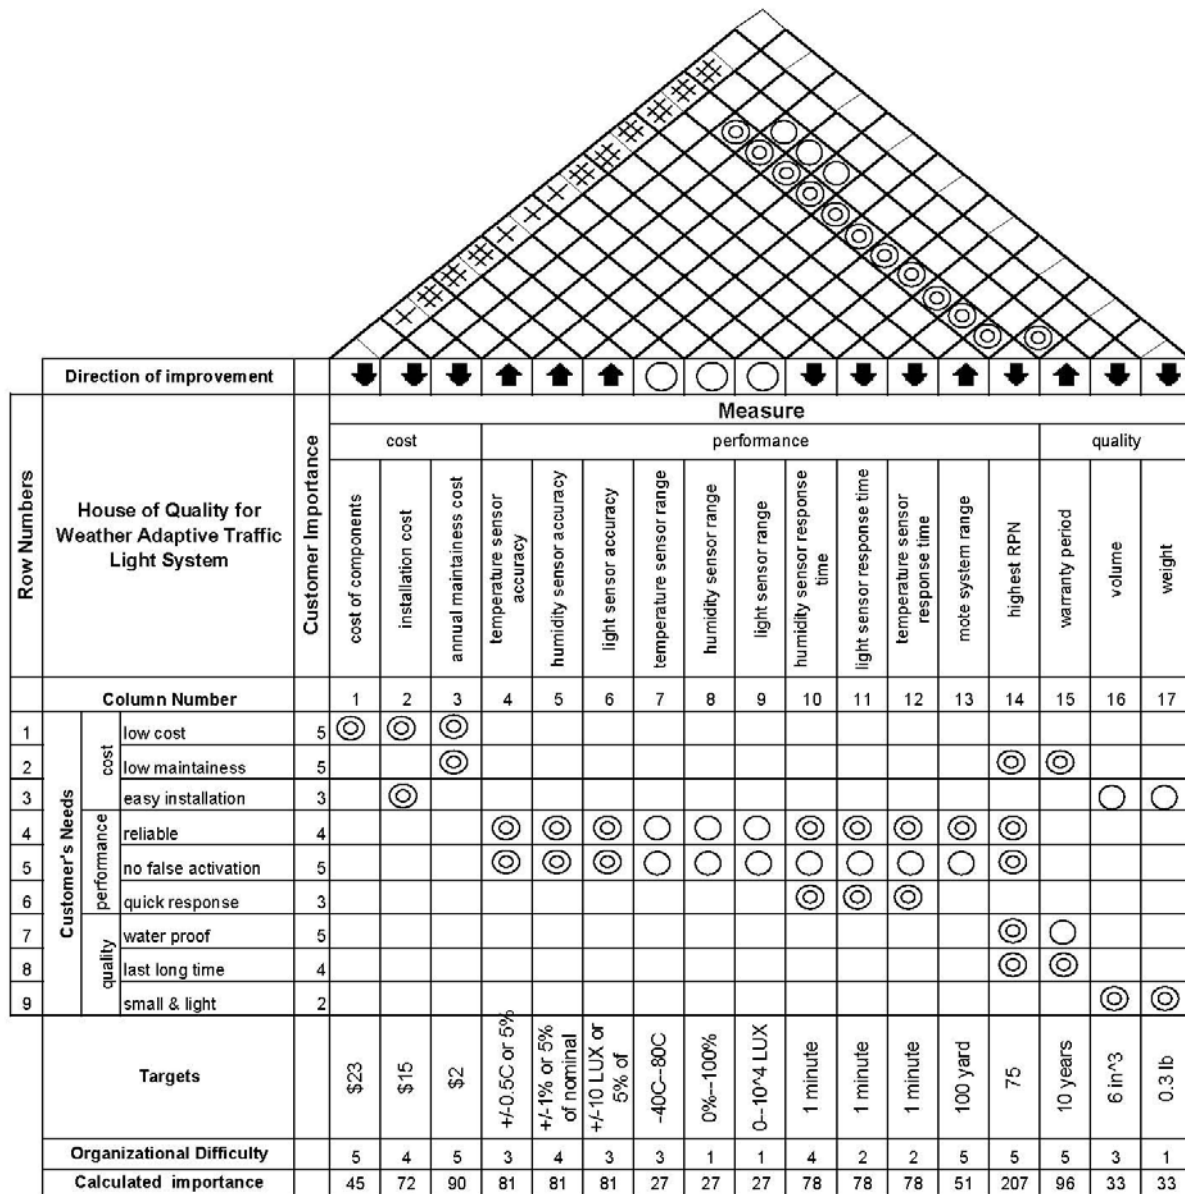 Direction of improvement
Measure
cost performance quality
Row Numbers
House of Quality for
Weather Adaptive Traffic
Light System
Customer Importance
cost of components
installation cost
annual maintainess cost
temperature sensor
accuracy
humidity sensor accuracy
light sensor accuracy
temperature sensor range
humidity sensor range
light sensor range
humidity sensor response
time
light sensor response time
temperature sensor
response time
mote system range
highest RPN
warranty period
volume
weight
Column Number 1 2 3 4 5 6 7 8 9 10 11 12 13 14 15 16 17
Customer's Needs
cost
1 low cost 5
2 low maintainess 5
3 easy installation 3
performance
4 reliable 4
5 no false activation 5
6 quick response 3
quality
7 water proof 5
8 last long time 4
9 small & light 2
Targets
$23
$15
$2
+/-0.5C or 5%
+/-1% or 5%
of nominal
+/-10 LUX or
5% of
-40C--80C
0%--100%
0--10^4 LUX
1 minute
1 minute
1 minute
100 yard
75
10 years
6 in^3
0.3 lb
Organizational Difficulty 5 4 5 3 4 3 3 1 1 4 2 2 5 5 5 3 1
Calculated importance 45 72 90 81 81 81 27 27 27 78 78 78 51 207 96 33 33